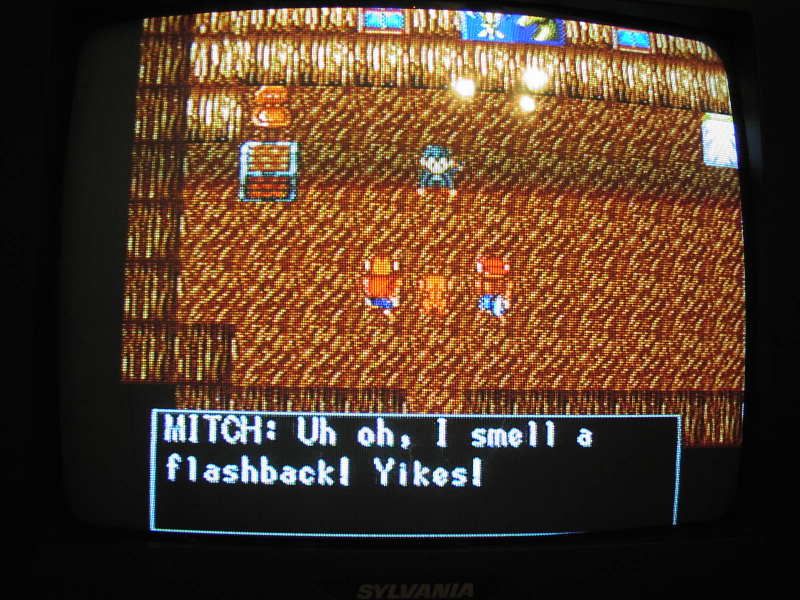 MITCH: Uh oh, I smell a
flashback! Yikes!
SYLVANIA